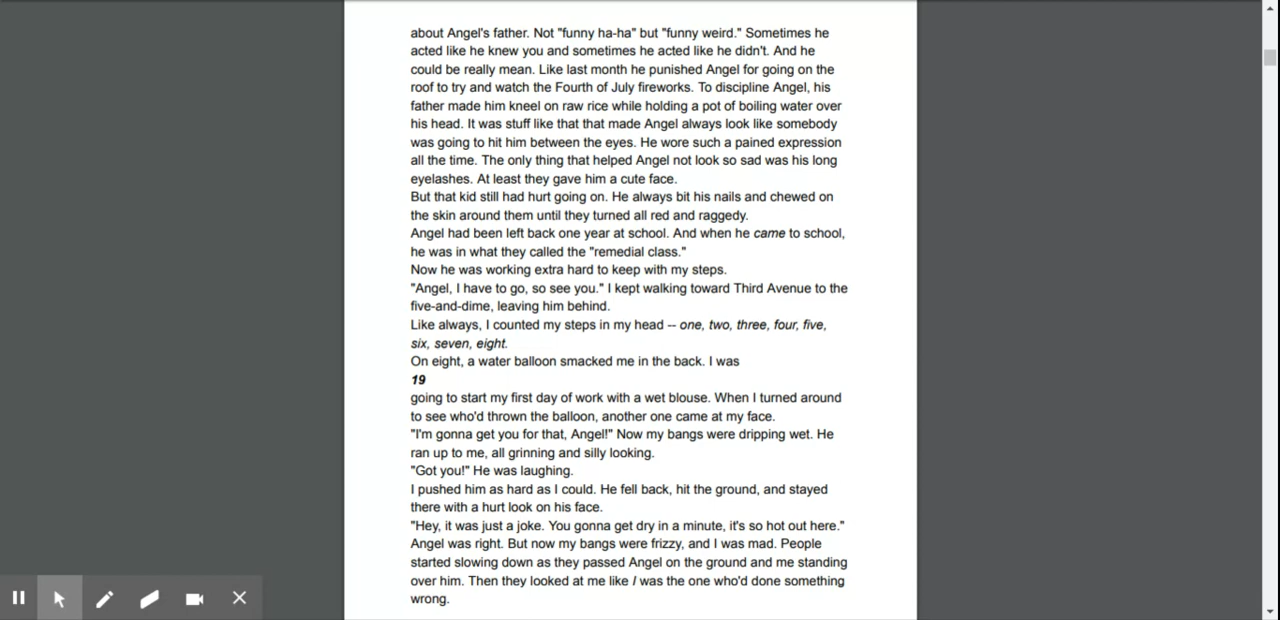 about Angel's father. Not "funny ha-ha" but "funny weird." Sometimes he
acted like he knew you and sometimes he acted like he didn't. And he
could be really mean. Like last month he punished Angel for going on the
roof to try and watch the Fourth of July fireworks. To discipline Angel, his
father made him kneel on raw rice while holding a pot of boiling water over
his head. It was stuff like that that made Angel always look like somebody
was going to hit him between the eyes. He wore such a pained expression
all the time. The only thing that helped Angel not look so sad was his long
eyelashes. At least they gave him a cute face.
But that kid still had hurt going on. He always bit his nails and chewed on
the skin around them until they turned all red and raggedy.
Angel had been left back one year at school. And when he came to school,
he was in what they called the "remedial class."
Now he was working extra hard to keep with my steps.
"Angel, I have to go, so see you." I kept walking toward Third Avenue to the
five-and-dime, leaving him behind.
Like always, I counted my steps in my head -- one, two, three, four, five,
six, seven, eight.
On eight, a water balloon smacked me in the back. I was
19
going to start my first day of work with a wet blouse. When I turned around
to see who'd thrown the balloon, another one came at my face.
"I'm gonna get you for that, Angel!" Now my bangs were dripping wet. He
ran up to me, all grinning and silly looking.
"Got you!" He was laughing.
I pushed him as hard as I could. He fell back, hit the ground, and stayed
there with a hurt look on his face.
"Hey, it was just a joke. You gonna get dry in a minute, it's so hot out here."
Angel was right. But now my bangs were frizzy, and I was mad. People
started slowing down as they passed Angel on the ground and me standing
over him. Then they looked at me like I was the one who'd done something
wrong.